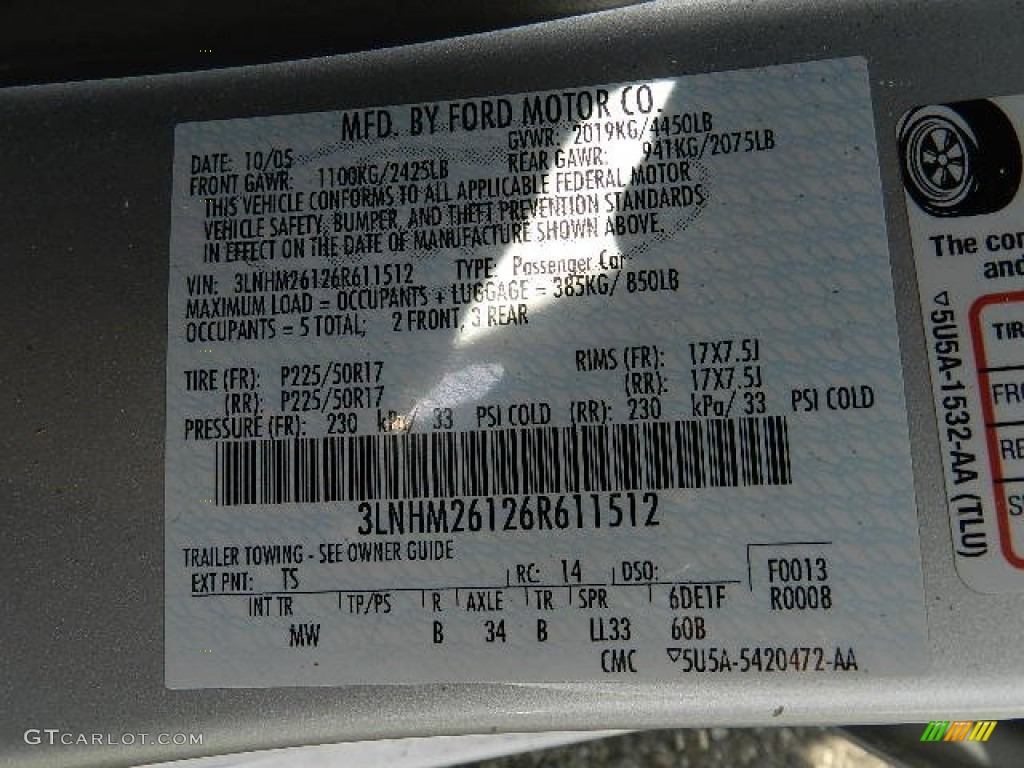 MFD. BY FORD MOTOR CO.
DATE: 10/05 GVWR: 2019KG/4450LB
FRONT GAWR: 1100KG/2425LB REAR GAWR: 941KG/2075LB
THIS VEHICLE CONFORMS TO ALL APPLICABLE FEDERAL MOTOR
VEHICLE SAFETY, BUMPER, AND THEFT PREVENTION STANDARDS
IN EFFECT ON THE DATE OF MANUFACTURE SHOWN ABOVE.
VIN: 3LNHM26126R611512 TYPE: Passenger Car
MAXIMUM LOAD = OCCUPANTS + LUGGAGE = 385KG/ 850LB
OCCUPANTS = 5 TOTAL; 2 FRONT, 3 REAR
TIRE (FR): P225/50R17 RIMS (FR): 17X7.5J
(RR): P225/50R17 (RR): 17X7.5J
PRESSURE (FR): 230 kPa/ 33 PSI COLD (RR): 230 kPa/ 33 PSI COLD
3LNHM26126R611512
TRAILER TOWING - SEE OWNER GUIDE
EXT PNT: TS RC: 14 DSO: F0013
INT TR TP/PS R AXLE TR SPR 6DE1F R0008
MW B 34 B LL33 60B
CMC ▽5U5A-5420472-AA
The con
and
▽5U5A-1532-AA (TLU)
TIR
FRO
RE
S
GTCARLOT.COM